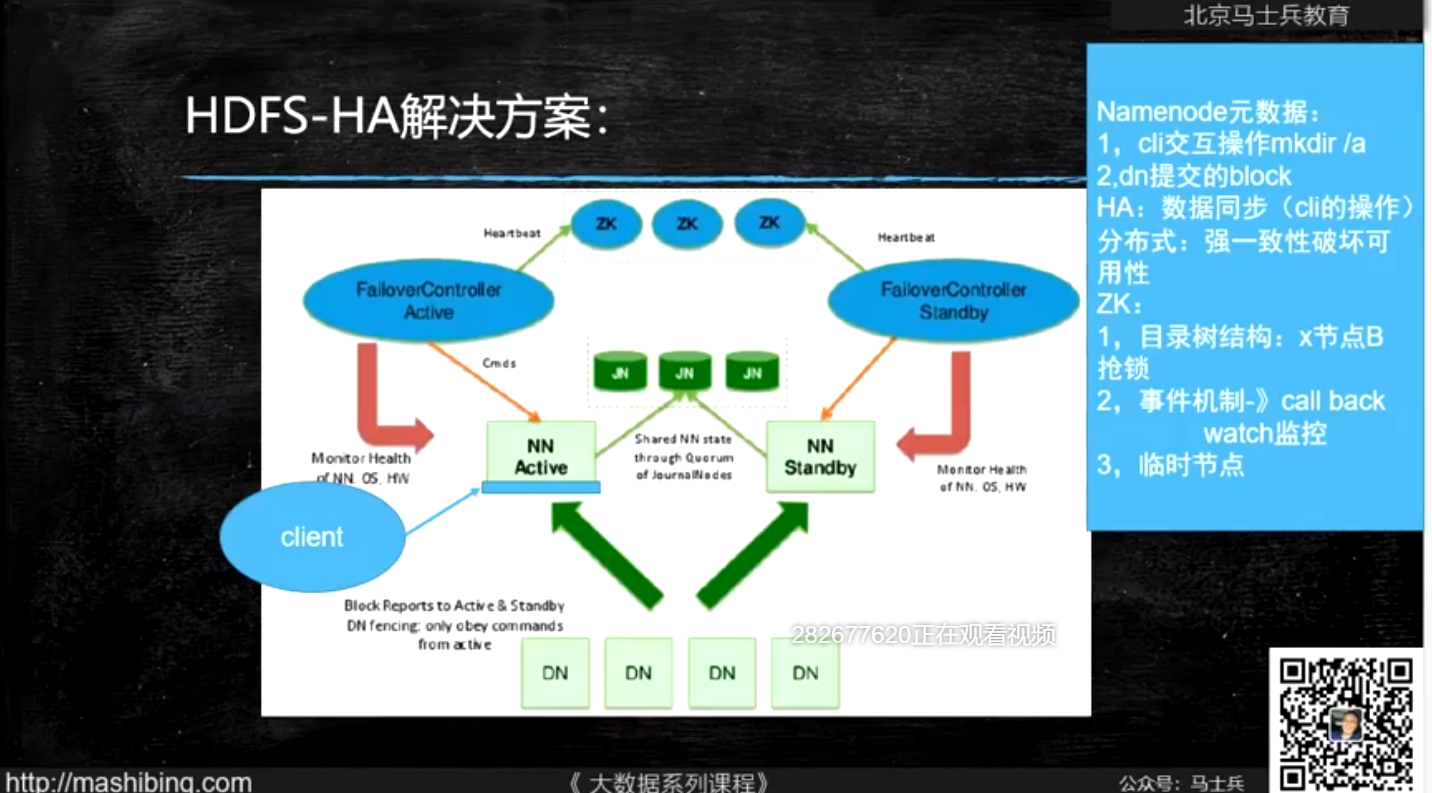 北京马士兵教育
HDFS-HA解决方案：
Namenode元数据：
1，cli交互操作mkdir /a
2,dn提交的block
HA：数据同步（cli的操作）
分布式：强一致性破坏可
用性
ZK：
1，目录树结构：x节点B
抢锁
2，事件机制-》call back
watch监控
3，临时节点
ZK
ZK
ZK
Heartbeat
Heartbeat
FailoverController
Active
FailoverController
Standby
Cmds
JN
JN
JN
NN
Active
Shared NN state
through Quorum
of JournalNodes
NN
Standby
Monitor Health
of NN. OS, HW
Monitor Health
of NN. OS, HW
client
Block Reports to Active & Standby
DN fencing: only obey commands
from active
282677620正在观看视频
DN
DN
DN
DN
http://mashibing.com
《 大数据系列课程》
公众号：马士兵